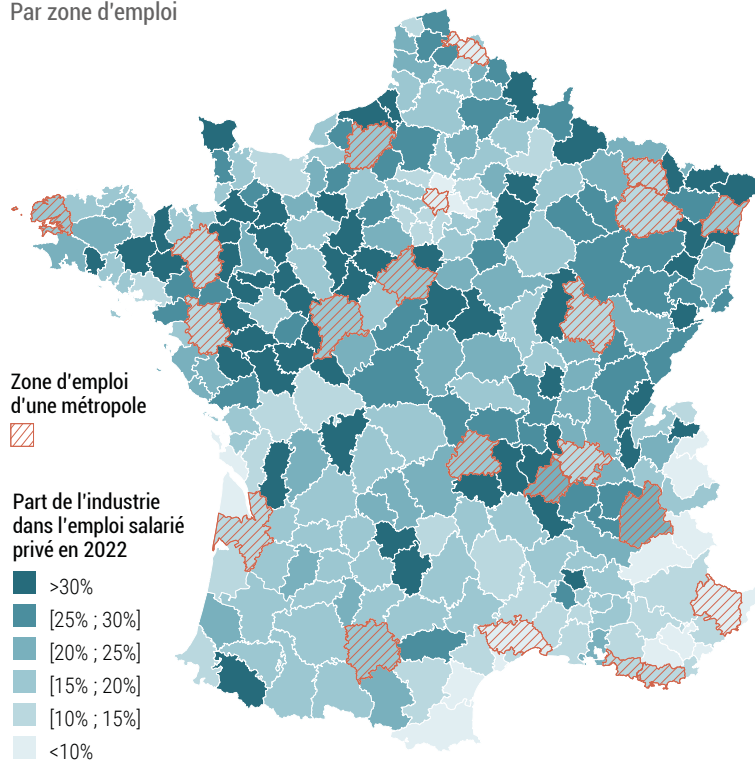 Par zone d'emploi
Zone d'emploi
d'une métropole
Part de l'industrie
dans l'emploi salarié
privé en 2022
>30%
[25% ; 30%]
[20% ; 25%]
[15% ; 20%]
[10% ; 15%]
<10%